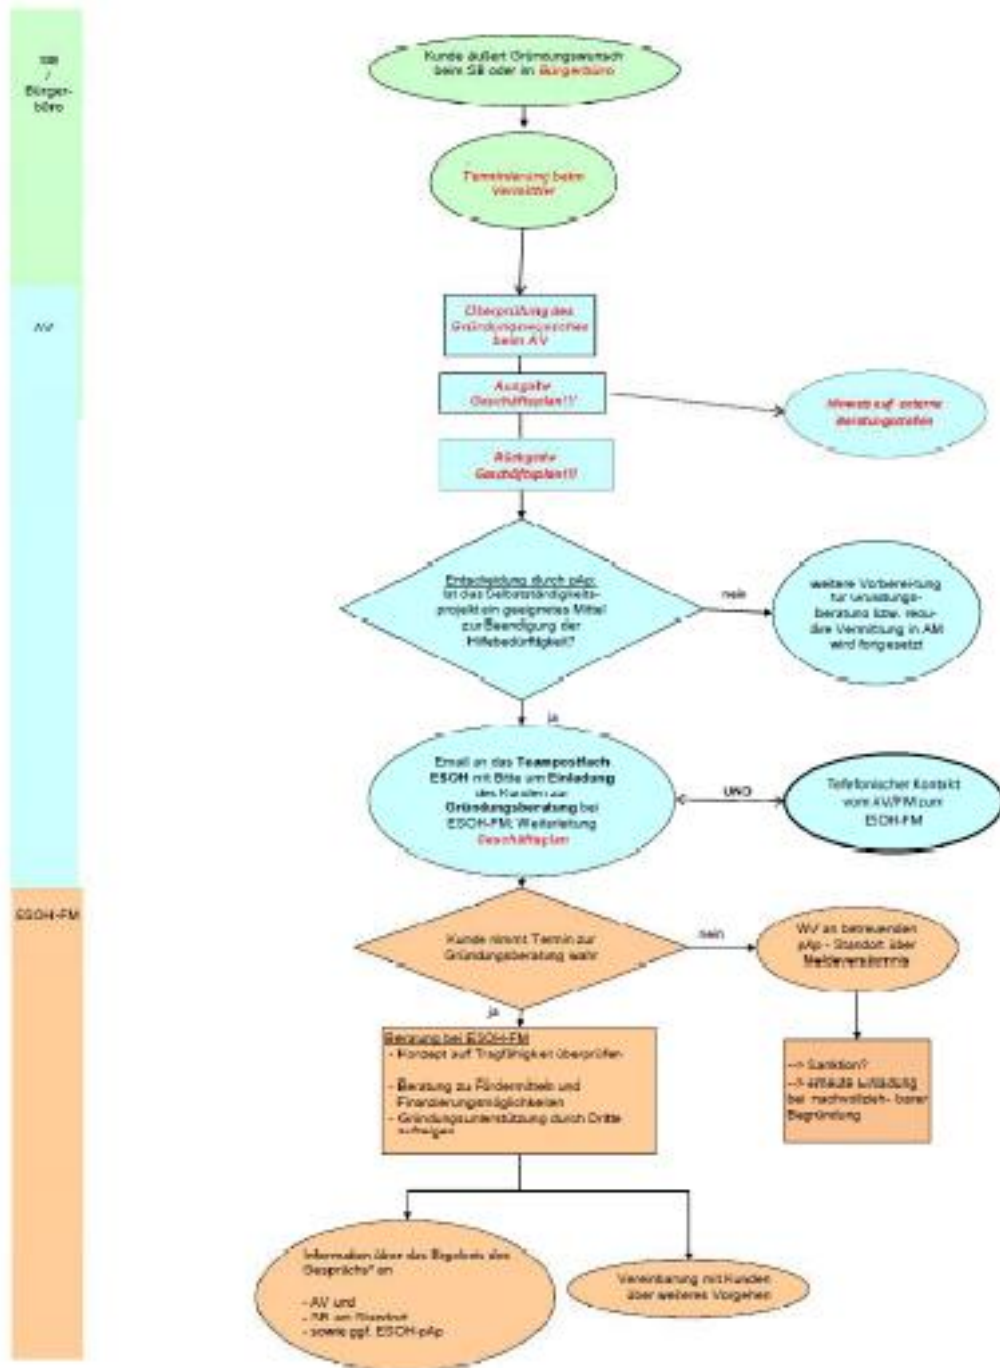 SB
/
Bürger-
büro
Kunde äußert Gründungswunsch
beim SB oder im Bürgerbüro
Terminierung beim
Vermittler
AV
Überprüfung des
Gründungswunsches
beim AV
Ausgabe
Geschäftsplan!!!
Hinweis auf externe
Beratungsstellen
Rückgabe
Geschäftsplan!!!
Entscheidung durch pAp:
Ist das Selbstständigkeits-
projekt ein geeignetes Mittel
zur Beendigung der
Hilfebedürftigkeit?
nein
weitere Vorbereitung
für Gründungs-
beratung bzw.
die Vermittlung in AM
wird fortgesetzt
ja
Email an das Teampostfach
ESOH mit Bitte um Einladung
des Kunden zur
Gründungsberatung bei
ESOH-FM; Weiterleitung
Geschäftsplan
UND
Telefonischer Kontakt
vom AV/FM zum
ESOH-FM
ESOH-FM
Kunde nimmt Termin zur
Gründungsberatung wahr
nein
WV an betreuenden
pAp - Standort über
Meldeversäumnis
ja
Beratung bei ESOH-FM
- Konzept auf Tragfähigkeit überprüfen
- Beratung zu Fördermitteln und
Finanzierungsmöglichkeiten
- Gründungsunterstützung durch Dritte
aufzeigen
--> Sanktion?
--> erneute Einladung
bei nachvollzieh- barer
Begründung
Information über das Ergebnis des
Gesprächs* an
- AV und
- SB am Standort
- sowie ggf. ESOH-pAp
Vereinbarung mit Kunden
über weiteres Vorgehen